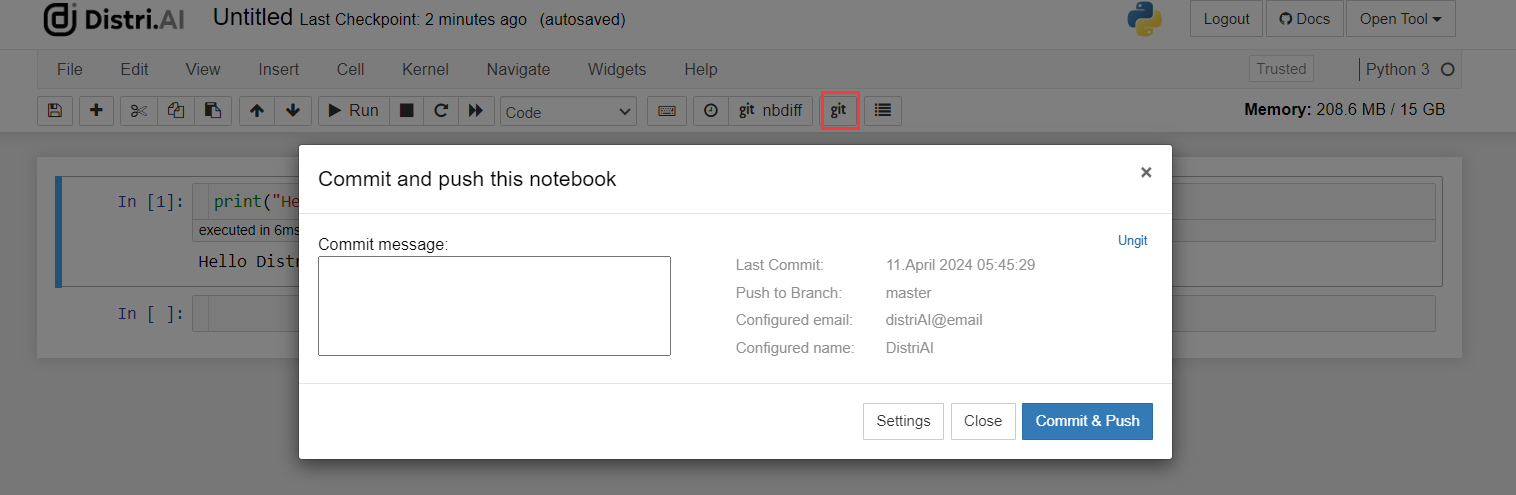 Distri.AI Untitled Last Checkpoint: 2 minutes ago (autosaved) Logout Docs Open Tool
File Edit View Insert Cell Kernel Navigate Widgets Help Trusted Python 3
Run Code git nbdiff git Memory: 208.6 MB / 15 GB
Commit and push this notebook ×
In [1]: print("He
executed in 6ms
Hello Distr
In [ ]:
Commit message:
Ungit
Last Commit: 11.April 2024 05:45:29
Push to Branch: master
Configured email: distriAI@email
Configured name: DistriAI
Settings Close Commit & Push